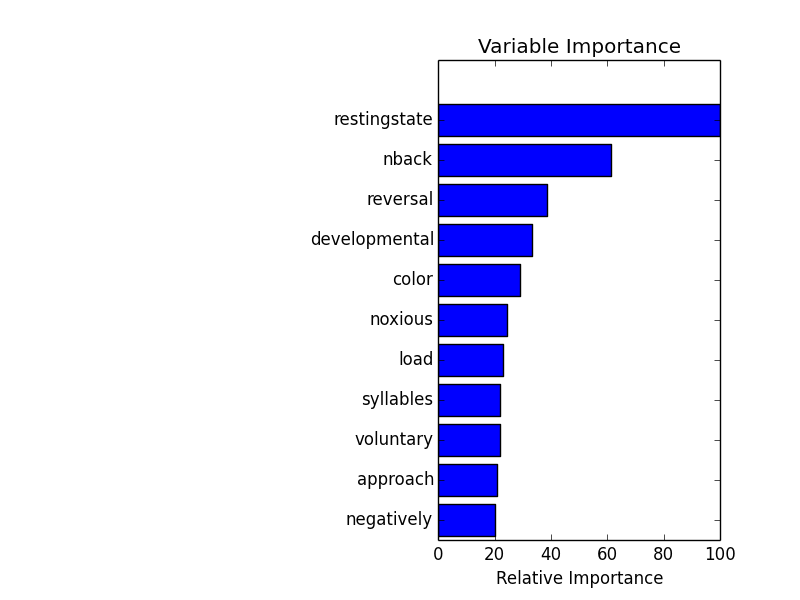 Variable Importance
restingstate
nback
reversal
developmental
color
noxious
load
syllables
voluntary
approach
negatively
0 20 40 60 80 100
Relative Importance